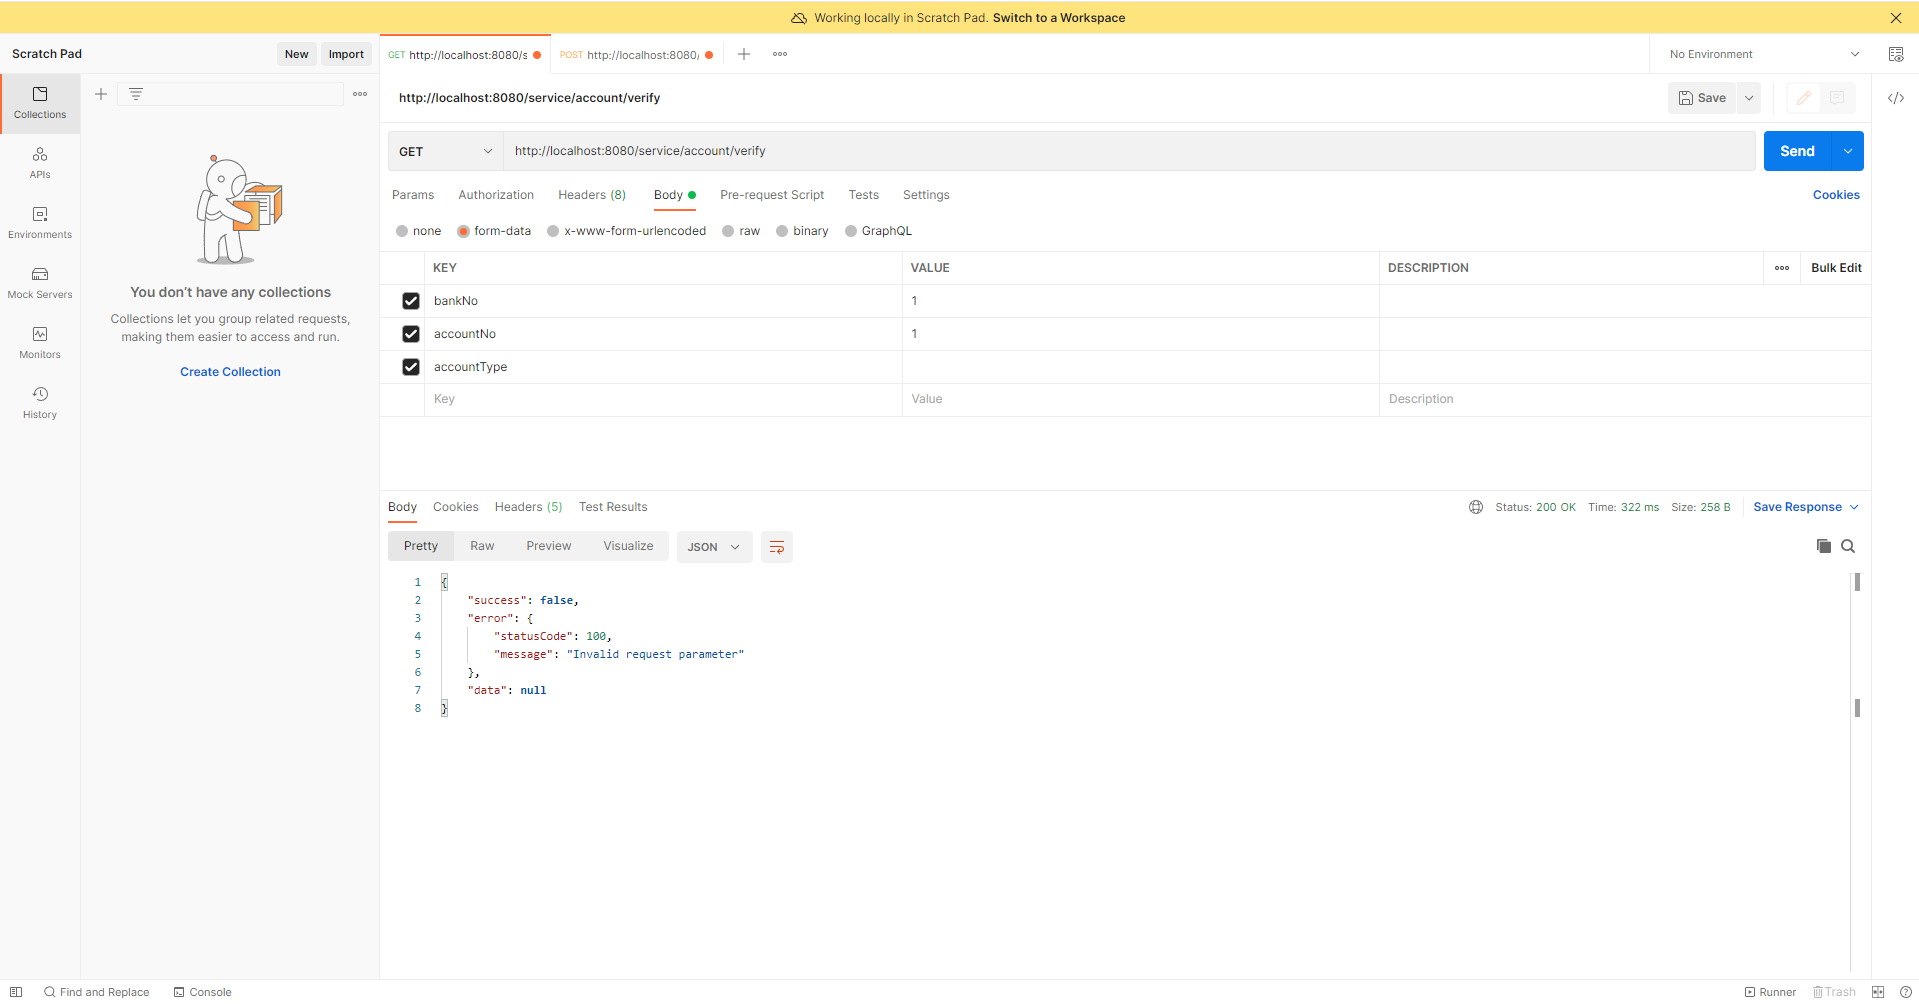 Working locally in Scratch Pad. Switch to a Workspace
Scratch Pad
New
Import
GET http://localhost:8080/s
POST http://localhost:8080/
No Environment
Collections
APIs
Environments
Mock Servers
Monitors
History
You don't have any collections
Collections let you group related requests,
making them easier to access and run.
Create Collection
http://localhost:8080/service/account/verify
Save
GET
http://localhost:8080/service/account/verify
Send
Params
Authorization
Headers (8)
Body
Pre-request Script
Tests
Settings
Cookies
none
form-data
x-www-form-urlencoded
raw
binary
GraphQL
KEY
VALUE
DESCRIPTION
Bulk Edit
bankNo
1
accountNo
1
accountType
Key
Value
Description
Body
Cookies
Headers (5)
Test Results
Status: 200 OK
Time: 322 ms
Size: 258 B
Save Response
Pretty
Raw
Preview
Visualize
JSON
1 {
2 "success": false,
3 "error": {
4 "statusCode": 100,
5 "message": "Invalid request parameter"
6 },
7 "data": null
8 }
Find and Replace
Console
Runner
Trash